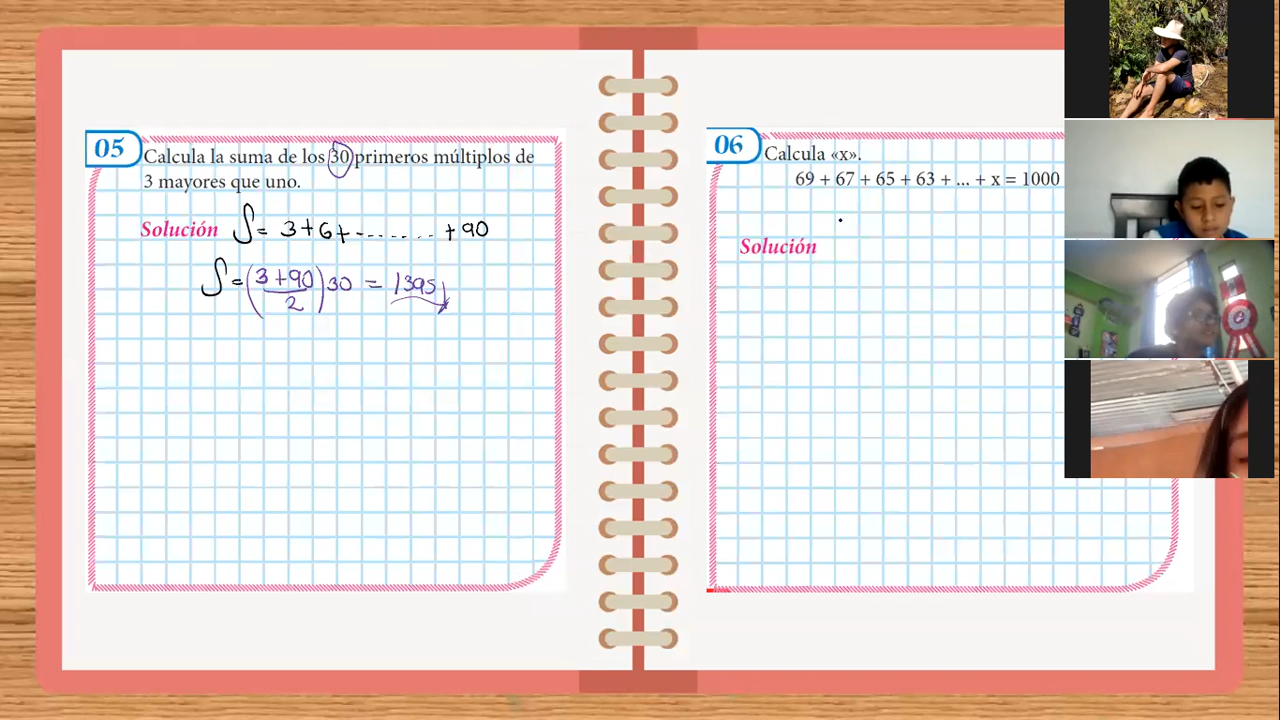 05
Calcula la suma de los 30 primeros múltiplos de
3 mayores que uno.
Solución S = 3+6+........+90
S = (3+90/2)30 = 1395
06
Calcula «x».
69 + 67 + 65 + 63 + ... + x = 1000
Solución